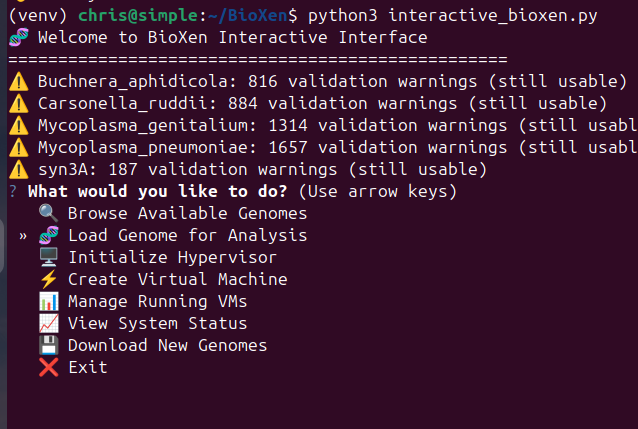 (venv) chris@simple:~/BioXen$ python3 interactive_bioxen.py
🧬 Welcome to BioXen Interactive Interface
==================================================
⚠️ Buchnera_aphidicola: 816 validation warnings (still usable)
⚠️ Carsonella_ruddii: 884 validation warnings (still usable)
⚠️ Mycoplasma_genitalium: 1314 validation warnings (still usabl
⚠️ Mycoplasma_pneumoniae: 1657 validation warnings (still usabl
⚠️ syn3A: 187 validation warnings (still usable)
? What would you like to do? (Use arrow keys)
🔍 Browse Available Genomes
» 🧬 Load Genome for Analysis
🖥️ Initialize Hypervisor
⚡ Create Virtual Machine
📊 Manage Running VMs
📈 View System Status
💾 Download New Genomes
❌ Exit